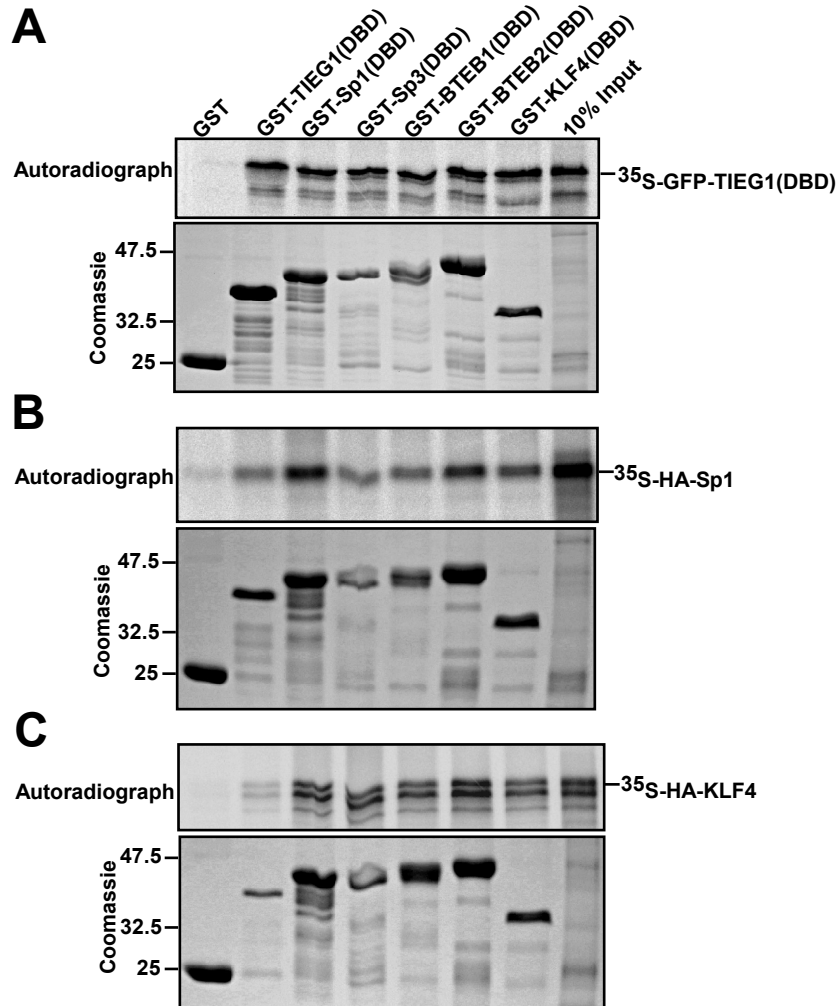 A
GST
GST-TIEG1(DBD)
GST-Sp1(DBD)
GST-Sp3(DBD)
GST-BTEB1(DBD)
GST-BTEB2(DBD)
GST-KLF4(DBD)
10% Input
Autoradiograph
35S-GFP-TIEG1(DBD)
Coomassie
47.5
32.5
25
B
Autoradiograph
35S-HA-Sp1
Coomassie
47.5
32.5
25
C
Autoradiograph
35S-HA-KLF4
Coomassie
47.5
32.5
25